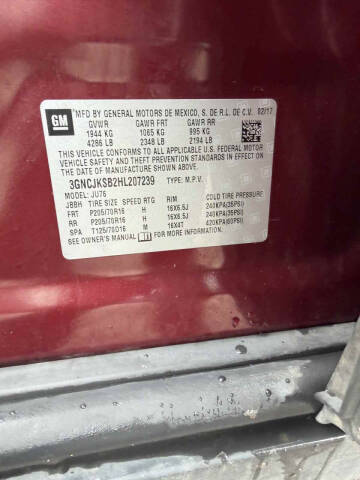 GM
MFD BY GENERAL MOTORS DE MEXICO, S. DE R.L. DE C.V. 02/17
GVWR GAWR FRT GAWR RR
1944 KG 1065 KG 995 KG
4286 LB 2348 LB 2194 LB
THIS VEHICLE CONFORMS TO ALL APPLICABLE U.S. FEDERAL MOTOR
VEHICLE SAFETY AND THEFT PREVENTION STANDARDS IN EFFECT ON
THE DATE OF MANUFACTURE SHOWN ABOVE.
3GNCJKSB2HL207239 TYPE: M.P.V.
MODEL: JU76
JBBH TIRE SIZE SPEED RTG RIM COLD TIRE PRESSURE
FRT P205/70R16 H 16X6.5J 240KPA(35PSI)
RR P205/70R16 H 16X6.5J 240KPA(35PSI)
SPA T125/70D16 M 16X4T 420KPA(60PSI)
SEE OWNER'S MANUAL FOR MORE INFORMATION.